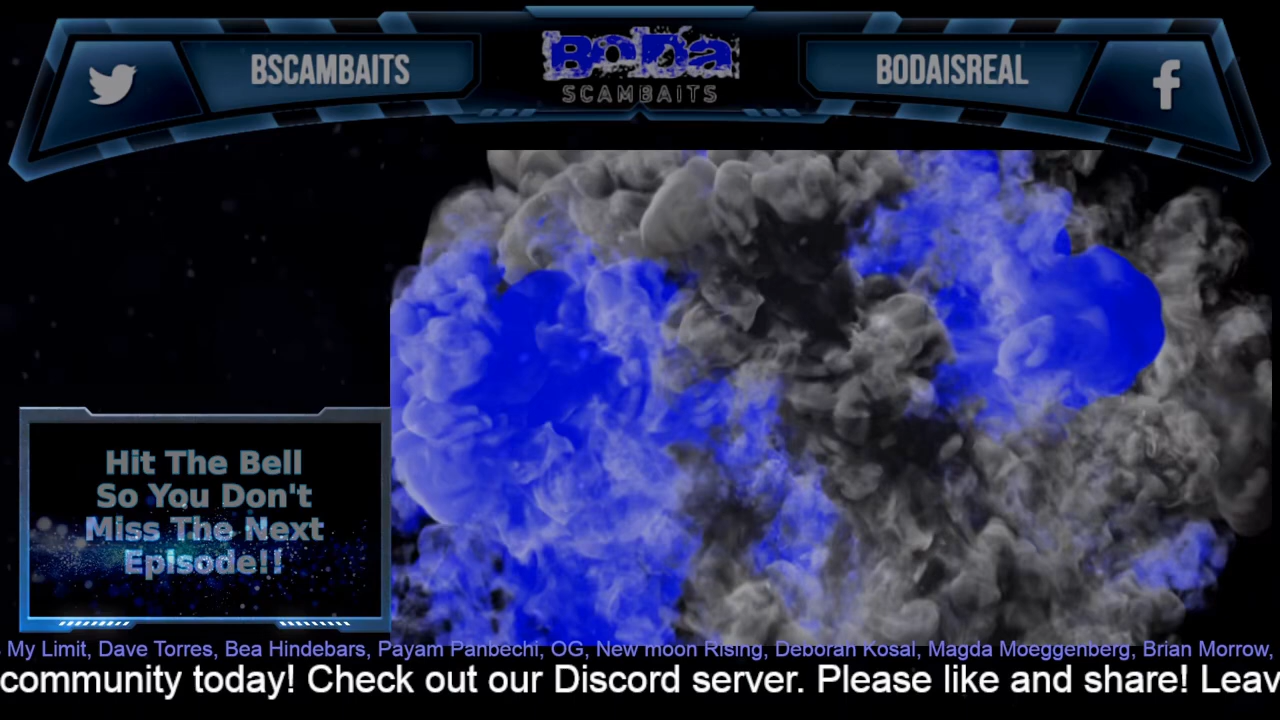 BSCAMBAITS
BODa
SCAMBAITS
BODAISREAL
Hit The Bell
So You Don't
Miss The Next
Episode!!
My Limit, Dave Torres, Bea Hindebars, Payam Panbechi, OG, New moon Rising, Deborah Kosal, Magda Moeggenberg, Brian Morrow,
community today! Check out our Discord server. Please like and share! Leav